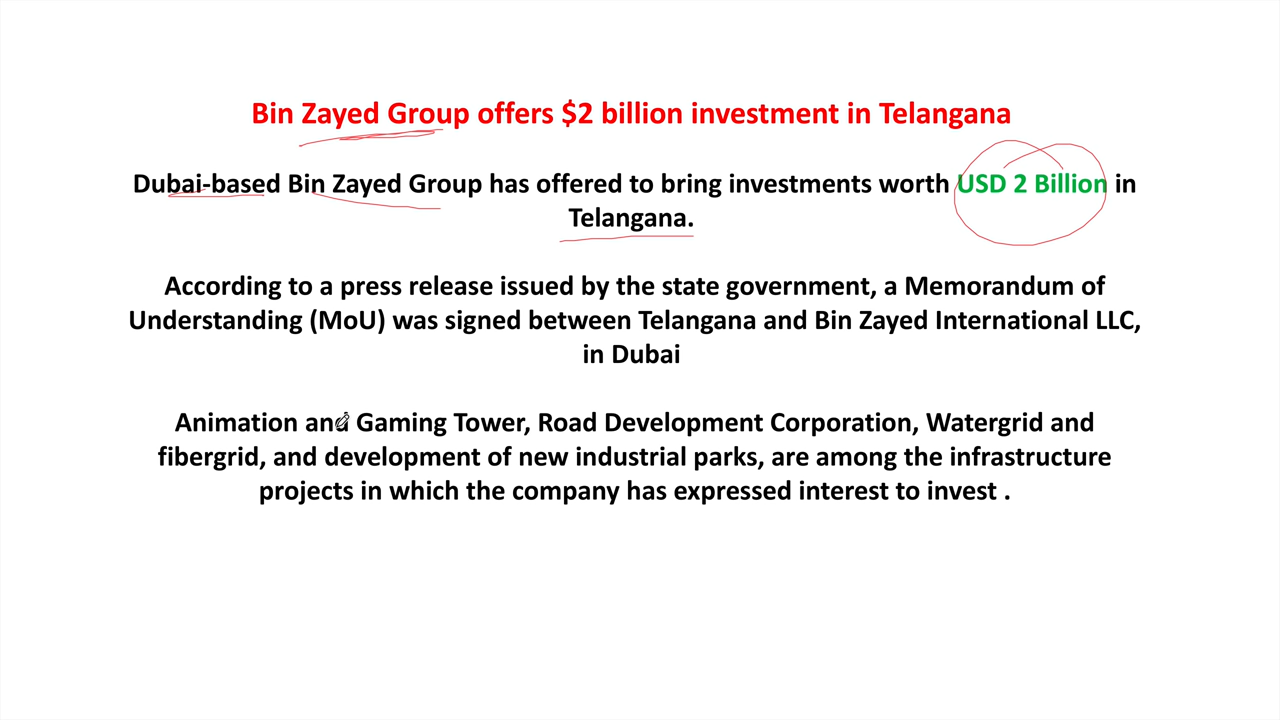 Bin Zayed Group offers $2 billion investment in Telangana
Dubai-based Bin Zayed Group has offered to bring investments worth USD 2 Billion in
Telangana.
According to a press release issued by the state government, a Memorandum of
Understanding (MoU) was signed between Telangana and Bin Zayed International LLC,
in Dubai
Animation and Gaming Tower, Road Development Corporation, Watergrid and
fibergrid, and development of new industrial parks, are among the infrastructure
projects in which the company has expressed interest to invest .